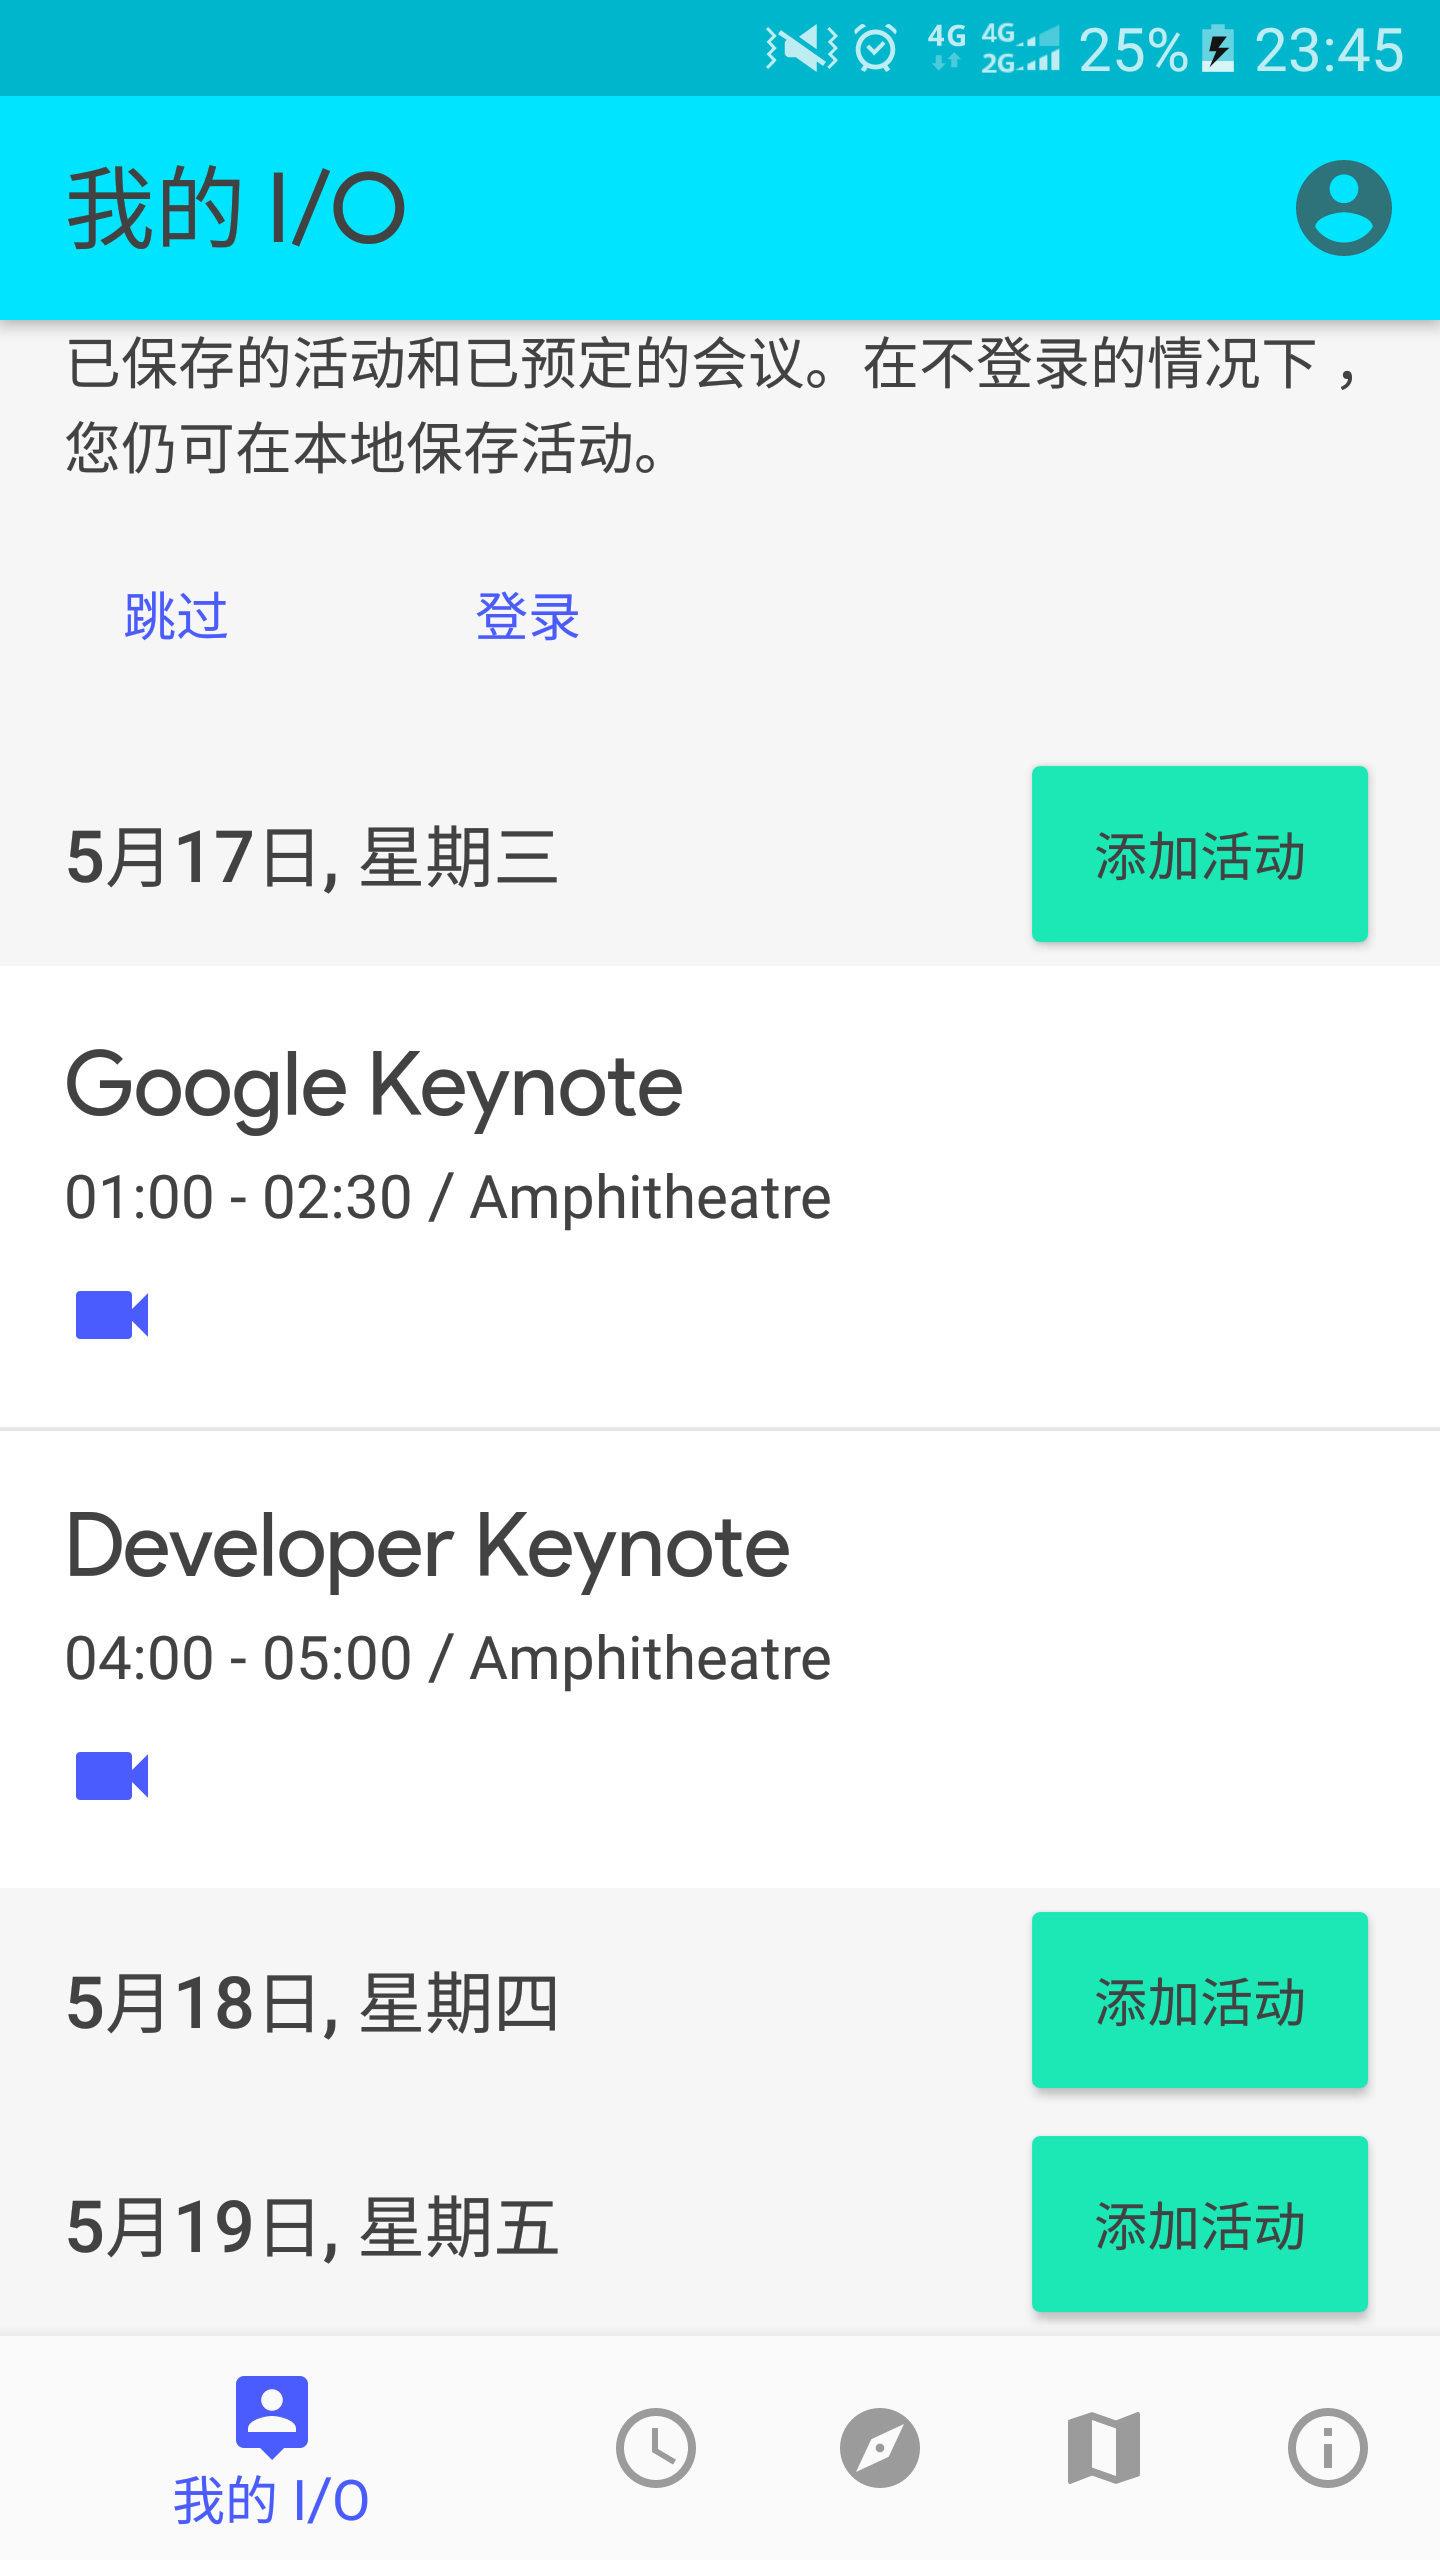 4G 4G 2G 25% 23:45
我的 I/O
已保存的活动和已预定的会议。在不登录的情况下，
您仍可在本地保存活动。
跳过 登录
5月17日, 星期三 添加活动
Google Keynote
01:00 - 02:30 / Amphitheatre
Developer Keynote
04:00 - 05:00 / Amphitheatre
5月18日, 星期四 添加活动
5月19日, 星期五 添加活动
我的 I/O